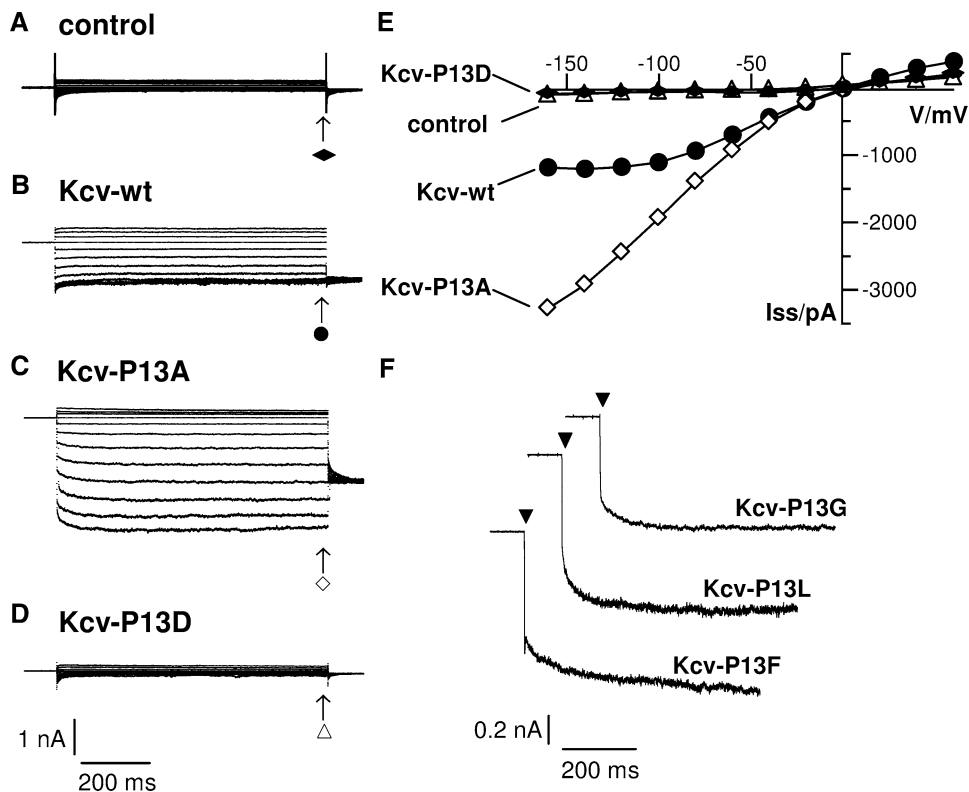 A control
B Kcv-wt
C Kcv-P13A
D Kcv-P13D
1 nA
200 ms
E
-150 -100 -50
Kcv-P13D
control
V/mV
Kcv-wt
-1000
-2000
Kcv-P13A
-3000
Iss/pA
F
Kcv-P13G
Kcv-P13L
Kcv-P13F
0.2 nA
200 ms